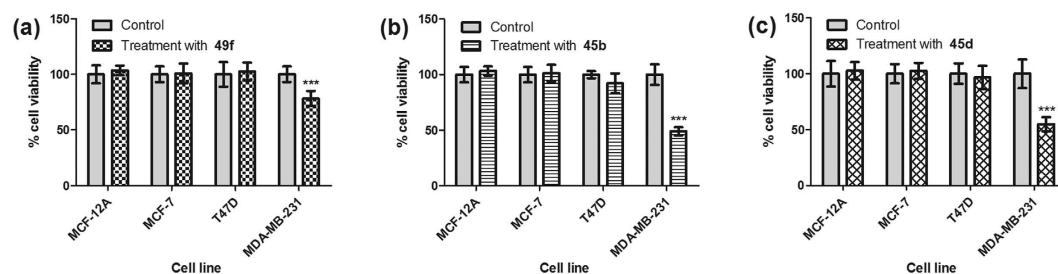 (a)
Control
Treatment with 49f
% cell viability
150
100
50
0
***
MCF-12A
MCF-7
T47D
MDA-MB-231
Cell line
(b)
Control
Treatment with 45b
% cell viability
150
100
50
0
***
MCF-12A
MCF-7
T47D
MDA-MB-231
Cell line
(c)
Control
Treatment with 45d
% cell viability
150
100
50
0
***
MCF-12A
MCF-7
T47D
MDA-MB-231
Cell line